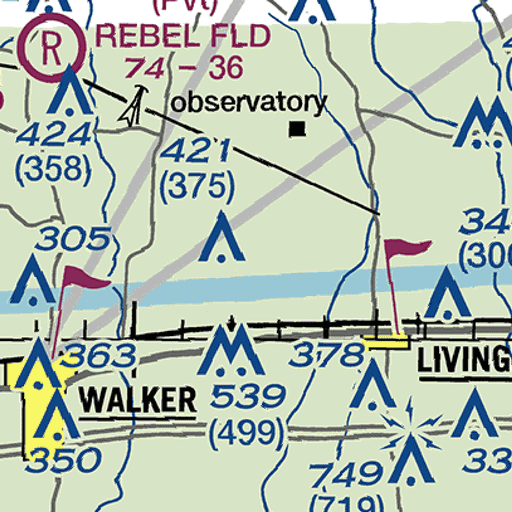 (Pvt)
R
REBEL FLD
74 - 36
observatory
424
(358)
421
(375)
305
34
(300
363
378
LIVING
WALKER
539
(499)
350
749
(719)
33